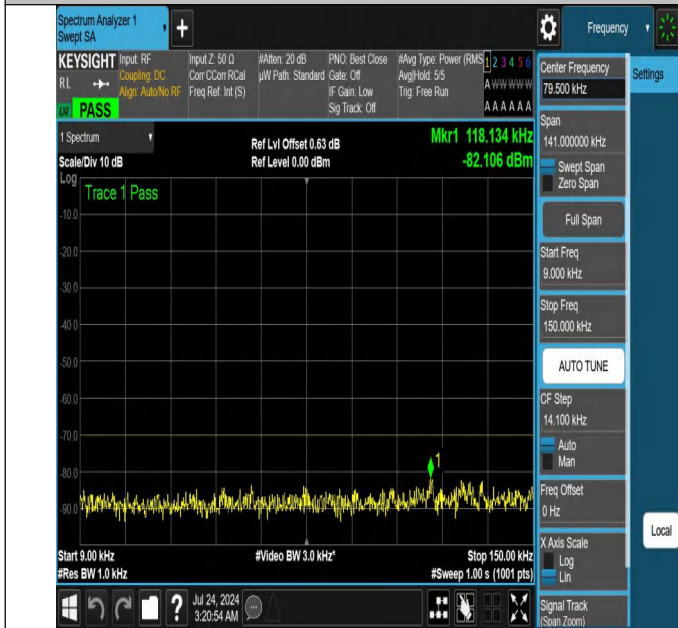 Spectrum Analyzer 1
Swept SA
Frequency
KEYSIGHT
RL
PASS
Input: RF
Coupling: DC
Align: Auto/No RF
Input Z: 50 Ω
Corr CCorr RCal
Freq Ref: Int (S)
#Atten: 20 dB
µW Path: Standard
PNO: Best Close
Gate: Off
IF Gain: Low
Sig Track: Off
#Avg Type: Power (RMS
Avg|Hold: 5/5
Trig: Free Run
1 2 3 4 5 6
A W W W W W
A A A A A A
1 Spectrum
Scale/Div 10 dB
Ref Lvl Offset 0.63 dB
Ref Level 0.00 dBm
Mkr1 118.134 kHz
-82.106 dBm
Log
Trace 1 Pass
-10.0
-20.0
-30.0
-40.0
-50.0
-60.0
-70.0
-80.0
-90.0
1
Start 9.00 kHz
#Res BW 1.0 kHz
#Video BW 3.0 kHz*
Stop 150.00 kHz
#Sweep 1.00 s (1001 pts)
Jul 24, 2024
3:20:54 AM
Center Frequency
79.500 kHz
Settings
Span
141.000000 kHz
Swept Span
Zero Span
Full Span
Start Freq
9.000 kHz
Stop Freq
150.000 kHz
AUTO TUNE
CF Step
14.100 kHz
Auto
Man
Freq Offset
0 Hz
Local
X Axis Scale
Log
Lin
Signal Track
(Span Zoom)